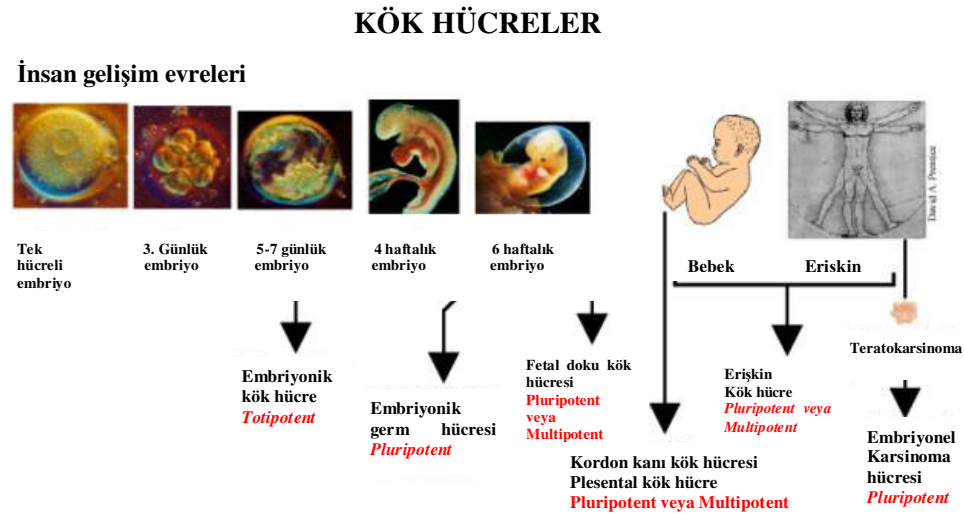 KÖK HÜCRELER
İnsan gelişim evreleri
David A. Prentice
Tek
hücreli
embriyo
3. Günlük
embriyo
5-7 günlük
embriyo
4 haftalık
embriyo
6 haftalık
embriyo
Bebek
Eriskin
Teratokarsinoma
Embriyonik
kök hücre
Totipotent
Embriyonik
germ hücresi
Pluripotent
Fetal doku kök
hücresi
Pluripotent
veya
Multipotent
Kordon kanı kök hücresi
Plesental kök hücre
Pluripotent veya Multipotent
Erişkin
Kök hücre
Pluripotent veya
Multipotent
Embriyonel
Karsinoma
hücresi
Pluripotent